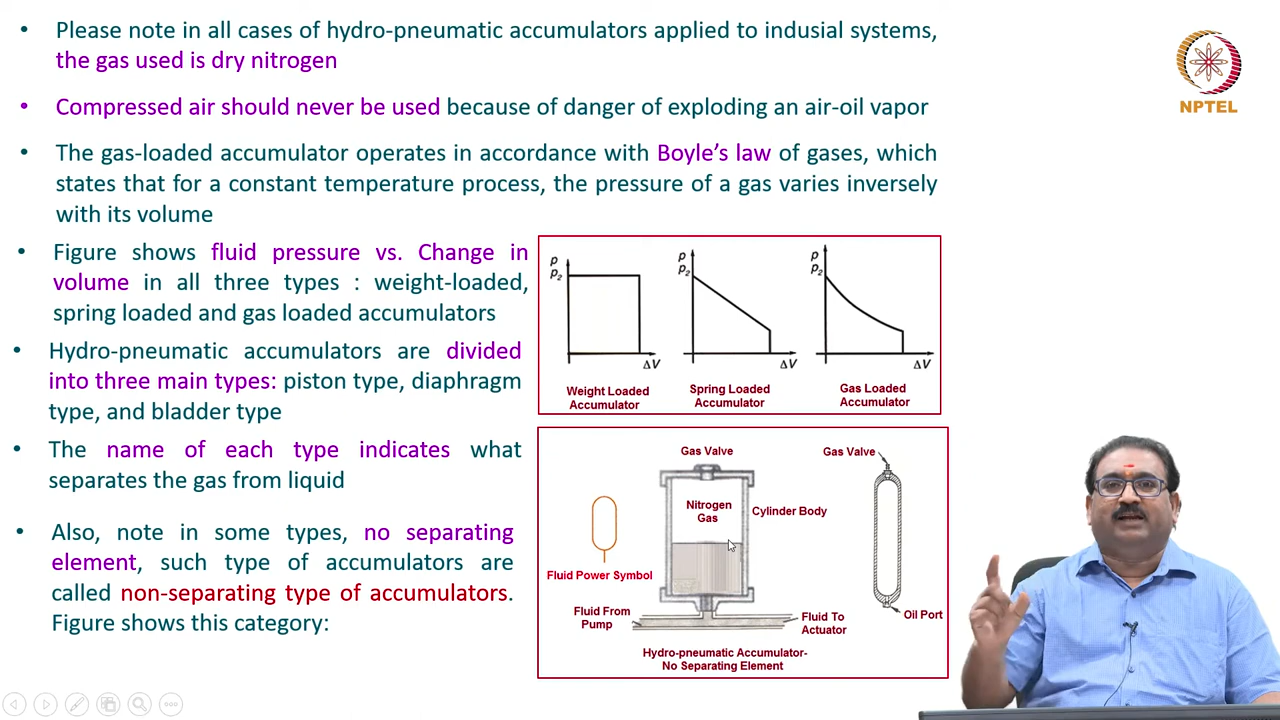 • Please note in all cases of hydro-pneumatic accumulators applied to indusial systems,
the gas used is dry nitrogen
• Compressed air should never be used because of danger of exploding an air-oil vapor
• The gas-loaded accumulator operates in accordance with Boyle's law of gases, which
states that for a constant temperature process, the pressure of a gas varies inversely
with its volume
• Figure shows fluid pressure vs. Change in
volume in all three types : weight-loaded,
spring loaded and gas loaded accumulators
• Hydro-pneumatic accumulators are divided
into three main types: piston type, diaphragm
type, and bladder type
• The name of each type indicates what
separates the gas from liquid
• Also, note in some types, no separating
element, such type of accumulators are
called non-separating type of accumulators.
Figure shows this category:
p
p2
ΔV
Weight Loaded
Accumulator
p
p2
ΔV
Spring Loaded
Accumulator
p
p2
ΔV
Gas Loaded
Accumulator
Gas Valve
Nitrogen
Gas
Cylinder Body
Fluid Power Symbol
Fluid From
Pump
Fluid To
Actuator
Hydro-pneumatic Accumulator-
No Separating Element
Gas Valve
Oil Port
NPTEL